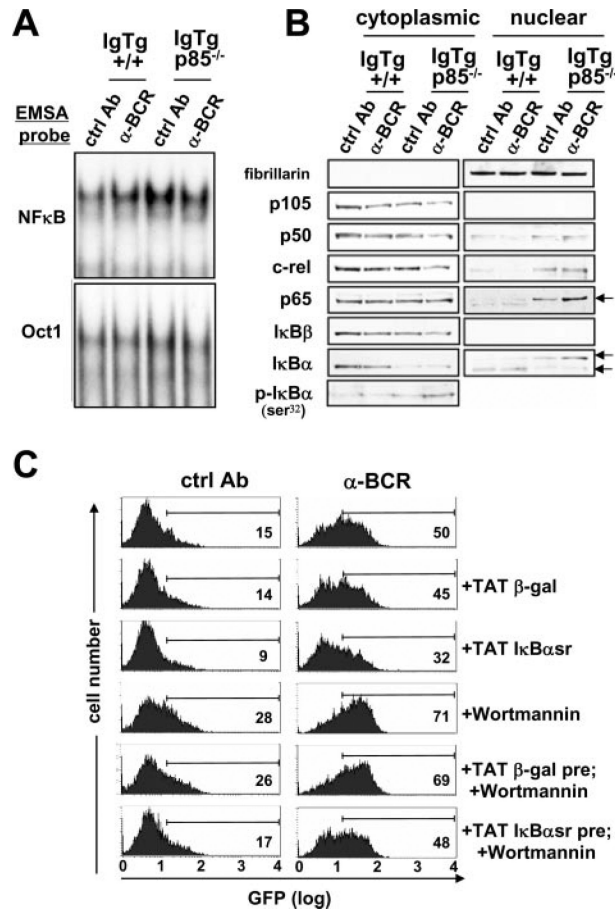 A
IgTg +/+
IgTg p85-/-
EMSA probe
ctrl Ab
α-BCR
ctrl Ab
α-BCR
NFκB
Oct1
B
cytoplasmic
nuclear
IgTg +/+
IgTg p85-/-
IgTg +/+
IgTg p85-/-
ctrl Ab
α-BCR
ctrl Ab
α-BCR
ctrl Ab
α-BCR
ctrl Ab
α-BCR
fibrillarin
p105
p50
c-rel
p65
IκBβ
IκBα
p-IκBα
(ser32)
C
ctrl Ab
α-BCR
15
50
14
45
+TAT β-gal
9
32
+TAT IκBαsr
28
71
+Wortmannin
26
69
+TAT β-gal pre;
+Wortmannin
17
48
+TAT IκBαsr pre;
+Wortmannin
cell number
0 1 2 4
0 1 2 4
GFP (log)